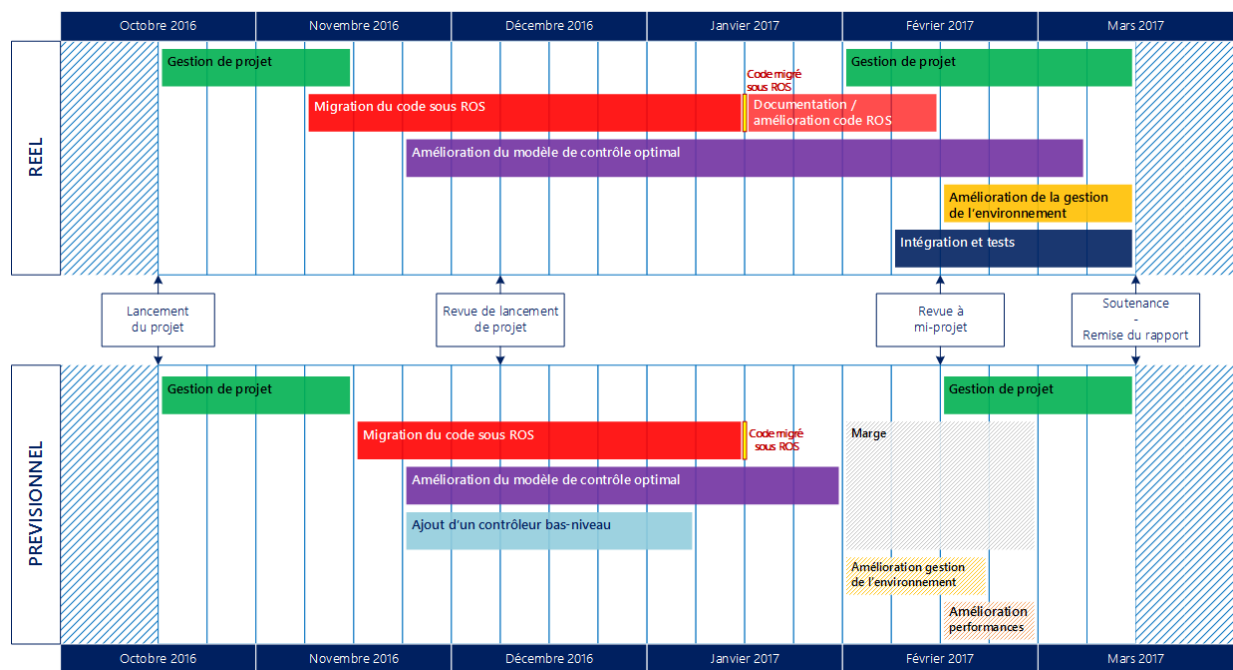 Octobre 2016
Novembre 2016
Décembre 2016
Janvier 2017
Février 2017
Mars 2017
REEL
Gestion de projet
Gestion de projet
Code migré
sous ROS
Migration du code sous ROS
Documentation /
amélioration code ROS
Amélioration du modèle de contrôle optimal
Amélioration de la gestion
de l'environnement
Intégration et tests
Lancement
du projet
Revue de lancement
de projet
Revue à
mi-projet
Soutenance
-
Remise du rapport
PREVISIONNEL
Gestion de projet
Gestion de projet
Migration du code sous ROS
Code migré
sous ROS
Marge
Amélioration du modèle de contrôle optimal
Ajout d'un contrôleur bas-niveau
Amélioration gestion
de l'environnement
Amélioration
performances
Octobre 2016
Novembre 2016
Décembre 2016
Janvier 2017
Février 2017
Mars 2017